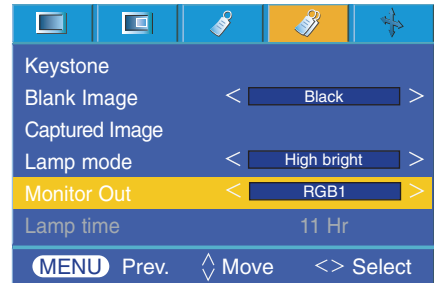 Keystone
Blank Image < Black >
Captured Image
Lamp mode < High bright >
Monitor Out < RGB1 >
Lamp time 11 Hr
MENU Prev. Move <> Select